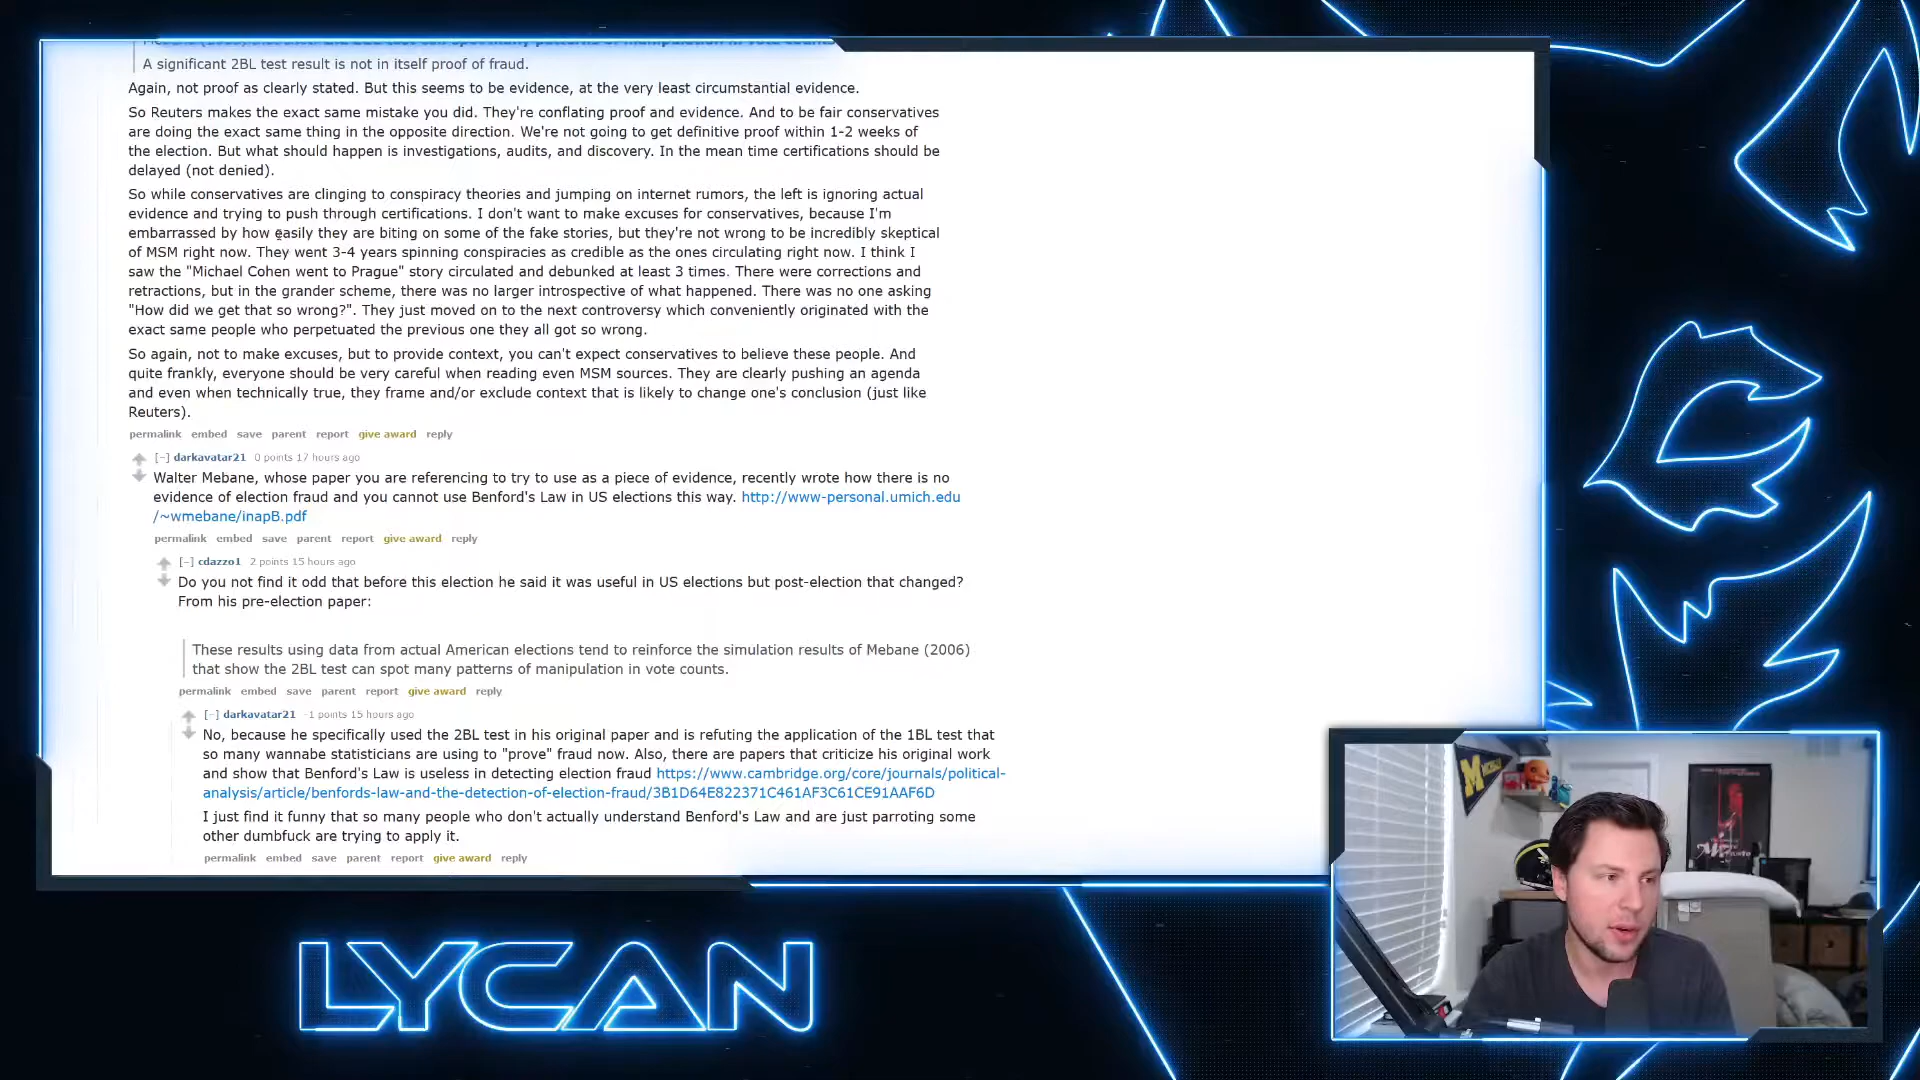 A significant 2BL test result is not in itself proof of fraud.
Again, not proof as clearly stated. But this seems to be evidence, at the very least circumstantial evidence.
So Reuters makes the exact same mistake you did. They're conflating proof and evidence. And to be fair conservatives
are doing the exact same thing in the opposite direction. We're not going to get definitive proof within 1-2 weeks of
the election. But what should happen is investigations, audits, and discovery. In the mean time certifications should be
delayed (not denied).
So while conservatives are clinging to conspiracy theories and jumping on internet rumors, the left is ignoring actual
evidence and trying to push through certifications. I don't want to make excuses for conservatives, because I'm
embarrassed by how easily they are biting on some of the fake stories, but they're not wrong to be incredibly skeptical
of MSM right now. They went 3-4 years spinning conspiracies as credible as the ones circulating right now. I think I
saw the "Michael Cohen went to Prague" story circulated and debunked at least 3 times. There were corrections and
retractions, but in the grander scheme, there was no larger introspective of what happened. There was no one asking
"How did we get that so wrong?". They just moved on to the next controversy which conveniently originated with the
exact same people who perpetuated the previous one they all got so wrong.
So again, not to make excuses, but to provide context, you can't expect conservatives to believe these people. And
quite frankly, everyone should be very careful when reading even MSM sources. They are clearly pushing an agenda
and even when technically true, they frame and/or exclude context that is likely to change one's conclusion (just like
Reuters).
permalink embed save parent report give award reply
[-] darkavatar21 0 points 17 hours ago
Walter Mebane, whose paper you are referencing to try to use as a piece of evidence, recently wrote how there is no
evidence of election fraud and you cannot use Benford's Law in US elections this way. http://www-personal.umich.edu
/~wmebane/inapB.pdf
permalink embed save parent report give award reply
[-] cdazzo1 2 points 15 hours ago
Do you not find it odd that before this election he said it was useful in US elections but post-election that changed?
From his pre-election paper:
These results using data from actual American elections tend to reinforce the simulation results of Mebane (2006)
that show the 2BL test can spot many patterns of manipulation in vote counts.
permalink embed save parent report give award reply
[-] darkavatar21 -1 points 15 hours ago
No, because he specifically used the 2BL test in his original paper and is refuting the application of the 1BL test that
so many wannabe statisticians are using to "prove" fraud now. Also, there are papers that criticize his original work
and show that Benford's Law is useless in detecting election fraud https://www.cambridge.org/core/journals/political-
analysis/article/benfords-law-and-the-detection-of-election-fraud/3B1D64E822371C461AF3C61CE91AAF6D
I just find it funny that so many people who don't actually understand Benford's Law and are just parroting some
other dumbfuck are trying to apply it.
permalink embed save parent report give award reply
LYCAN